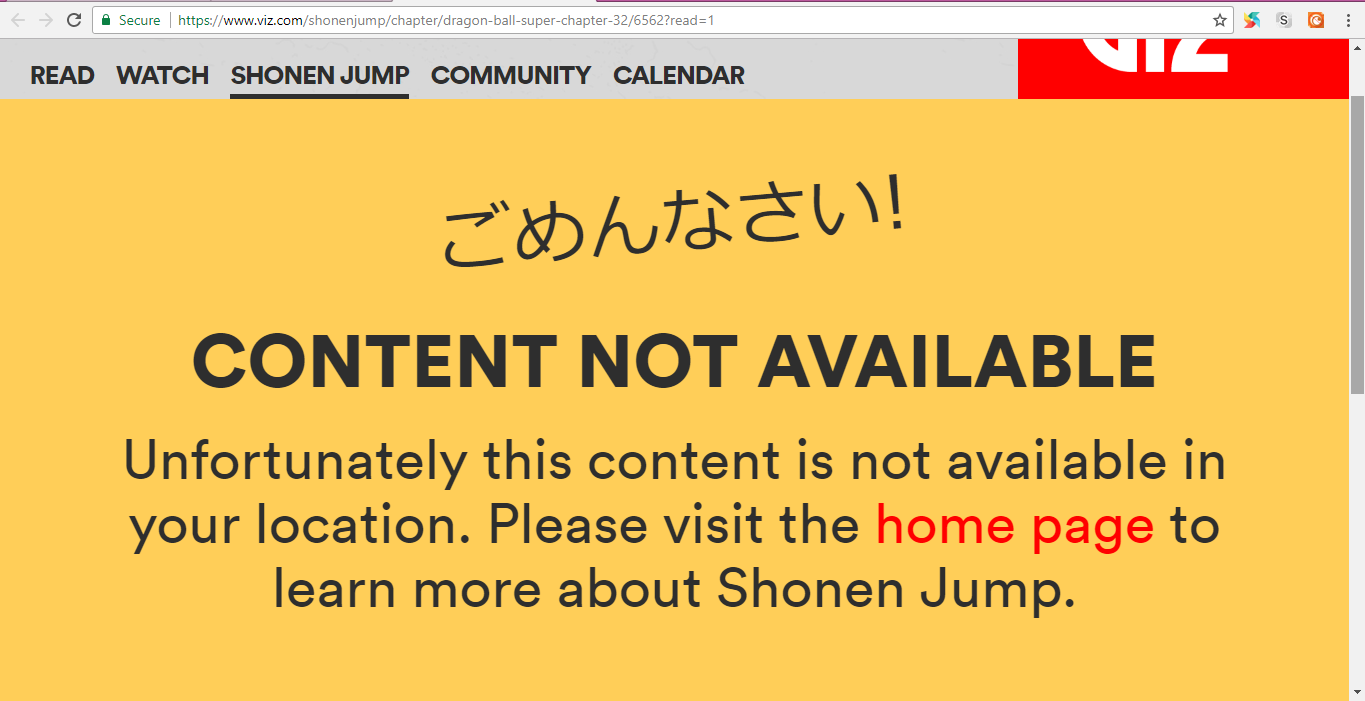 Secure https://www.viz.com/shonenjump/chapter/dragon-ball-super-chapter-32/6562?read=1
READ WATCH SHONEN JUMP COMMUNITY CALENDAR
VIZ
ごめんなさい!
CONTENT NOT AVAILABLE
Unfortunately this content is not available in
your location. Please visit the home page to
learn more about Shonen Jump.